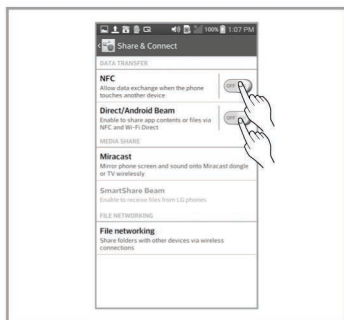 100% 1:07 PM
Share & Connect
DATA TRANSFER
NFC
Allow data exchange when the phone
touches another device
OFF
Direct/Android Beam
Enable to share app contents or files via
NFC and Wi-Fi Direct
OFF
MEDIA SHARE
Miracast
Mirror phone screen and sound onto Miracast dongle
or TV wirelessly
SmartShare Beam
Enable to receive files from LG phones
FILE NETWORKING
File networking
Share folders with other devices via wireless
connections